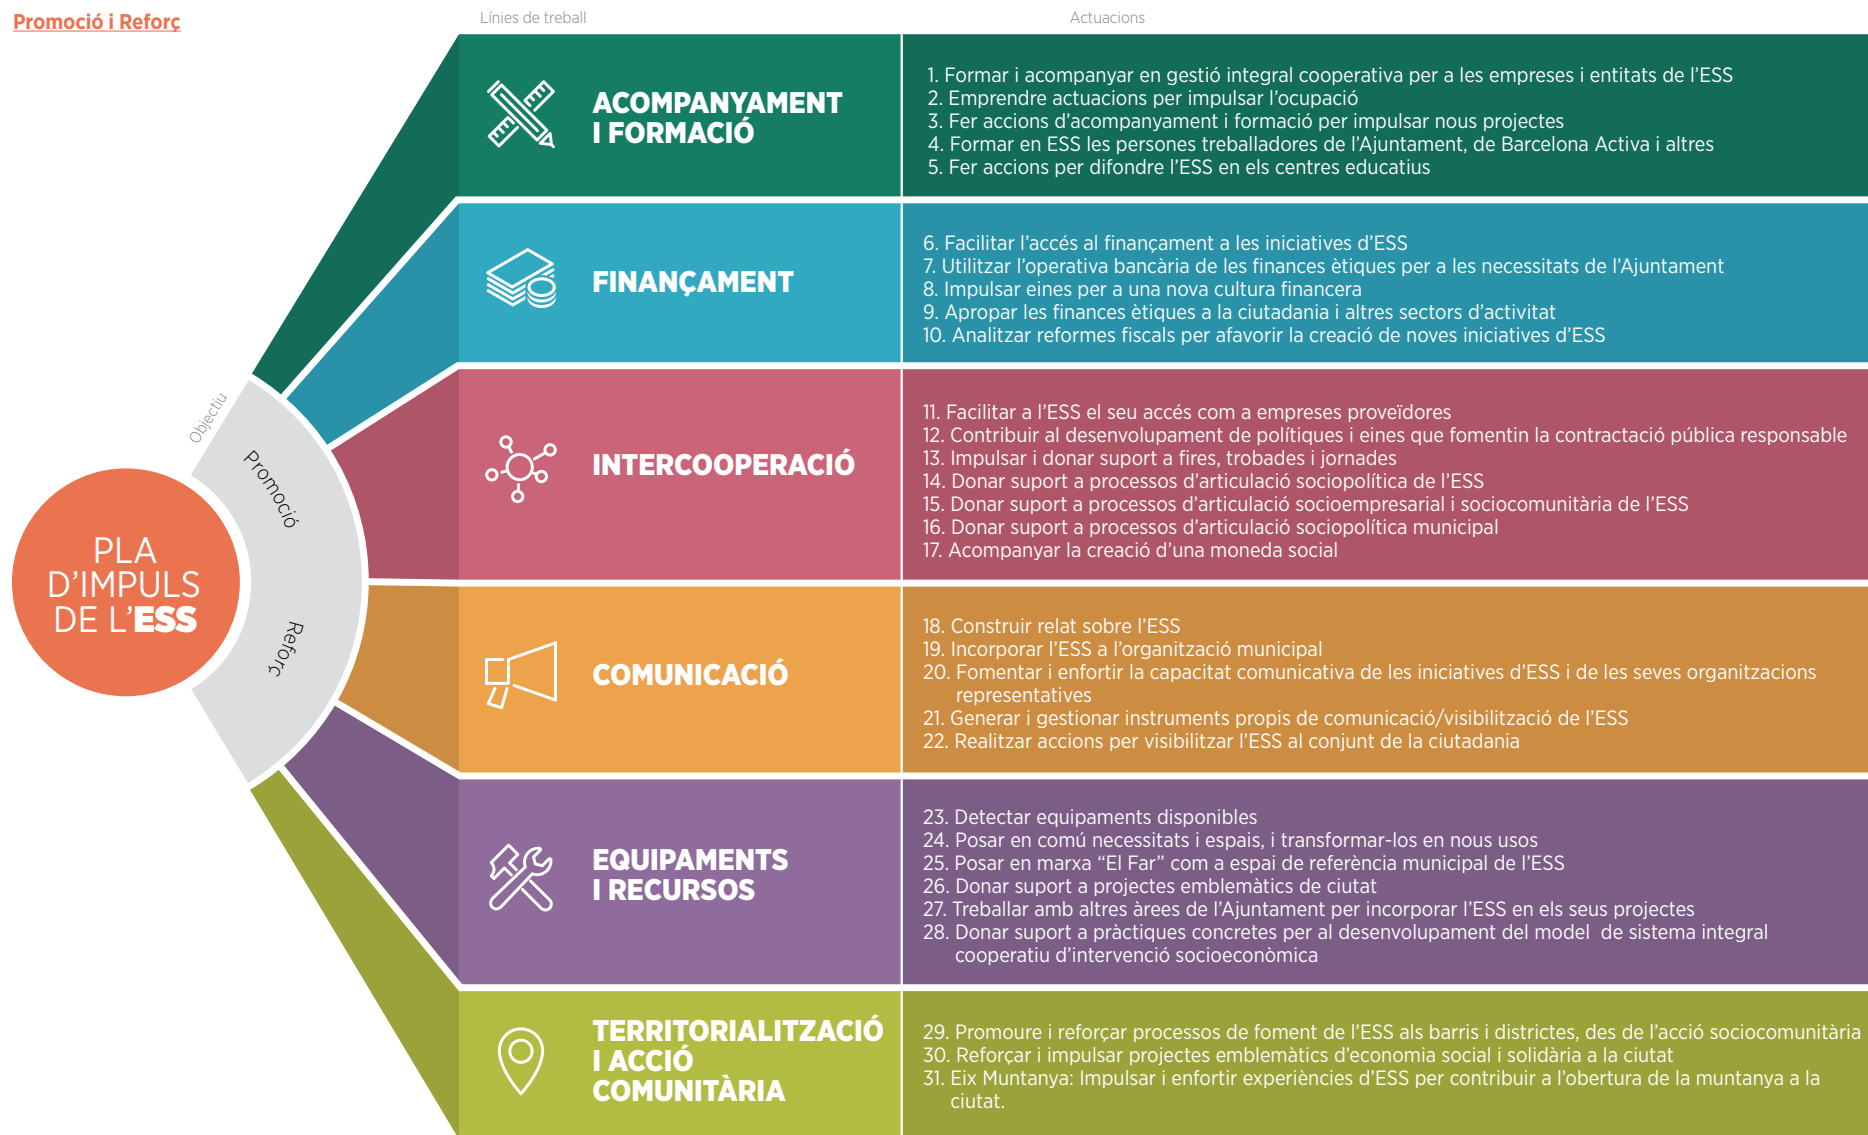 Promoció i Reforç
Línies de treball
Actuacions
Objectiu
Promoció
Reforç
PLA
D'IMPULS
DE L'ESS
ACOMPANYAMENT
I FORMACIÓ
1. Formar i acompanyar en gestió integral cooperativa per a les empreses i entitats de l'ESS
2. Emprendre actuacions per impulsar l'ocupació
3. Fer accions d'acompanyament i formació per impulsar nous projectes
4. Formar en ESS les persones treballadores de l'Ajuntament, de Barcelona Activa i altres
5. Fer accions per difondre l'ESS en els centres educatius
FINANÇAMENT
6. Facilitar l'accés al finançament a les iniciatives d'ESS
7. Utilitzar l'operativa bancària de les finances ètiques per a les necessitats de l'Ajuntament
8. Impulsar eines per a una nova cultura financera
9. Apropar les finances ètiques a la ciutadania i altres sectors d'activitat
10. Analitzar reformes fiscals per afavorir la creació de noves iniciatives d'ESS
INTERCOOPERACIÓ
11. Facilitar a l'ESS el seu accés com a empreses proveïdores
12. Contribuir al desenvolupament de polítiques i eines que fomentin la contractació pública responsable
13. Impulsar i donar suport a fires, trobades i jornades
14. Donar suport a processos d'articulació sociopolítica de l'ESS
15. Donar suport a processos d'articulació socioempresarial i sociocomunitària de l'ESS
16. Donar suport a processos d'articulació sociopolítica municipal
17. Acompanyar la creació d'una moneda social
COMUNICACIÓ
18. Construir relat sobre l'ESS
19. Incorporar l'ESS a l'organització municipal
20. Fomentar i enfortir la capacitat comunicativa de les iniciatives d'ESS i de les seves organitzacions
representatives
21. Generar i gestionar instruments propis de comunicació/visibilització de l'ESS
22. Realitzar accions per visibilitzar l'ESS al conjunt de la ciutadania
EQUIPAMENTS
I RECURSOS
23. Detectar equipaments disponibles
24. Posar en comú necessitats i espais, i transformar-los en nous usos
25. Posar en marxa "El Far" com a espai de referència municipal de l'ESS
26. Donar suport a projectes emblemàtics de ciutat
27. Treballar amb altres àrees de l'Ajuntament per incorporar l'ESS en els seus projectes
28. Donar suport a pràctiques concretes per al desenvolupament del model de sistema integral
cooperatiu d'intervenció socioeconòmica
TERRITORIALITZACIÓ
I ACCIÓ
COMUNITÀRIA
29. Promoure i reforçar processos de foment de l'ESS als barris i districtes, des de l'acció sociocomunitària
30. Reforçar i impulsar projectes emblemàtics d'economia social i solidària a la ciutat
31. Eix Muntanya: Impulsar i enfortir experiències d'ESS per contribuir a l'obertura de la muntanya a la
ciutat.